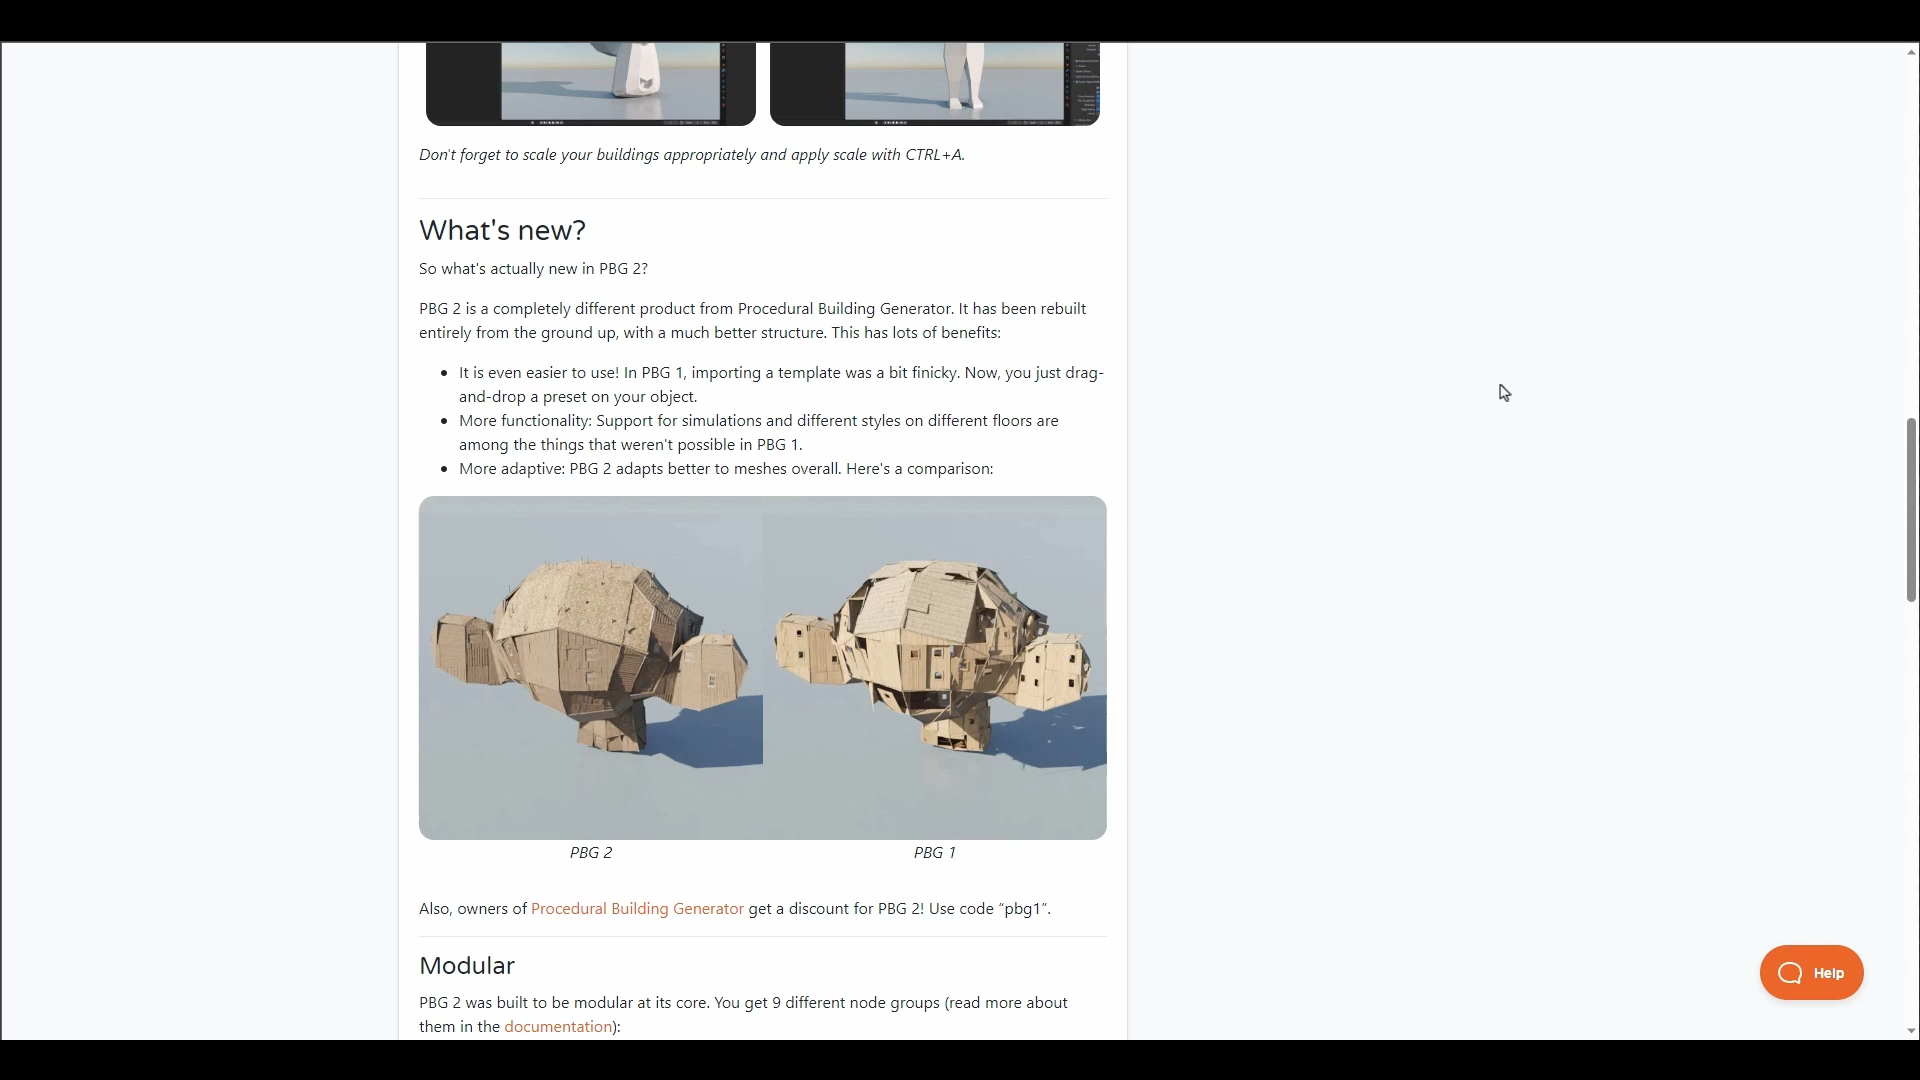 Don't forget to scale your buildings appropriately and apply scale with CTRL+A.
What's new?
So what's actually new in PBG 2?
PBG 2 is a completely different product from Procedural Building Generator. It has been rebuilt
entirely from the ground up, with a much better structure. This has lots of benefits:
It is even easier to use! In PBG 1, importing a template was a bit finicky. Now, you just drag-
and-drop a preset on your object.
More functionality: Support for simulations and different styles on different floors are
among the things that weren't possible in PBG 1.
More adaptive: PBG 2 adapts better to meshes overall. Here's a comparison:
PBG 2
PBG 1
Also, owners of Procedural Building Generator get a discount for PBG 2! Use code “pbg1”.
Modular
PBG 2 was built to be modular at its core. You get 9 different node groups (read more about
them in the documentation):
Help